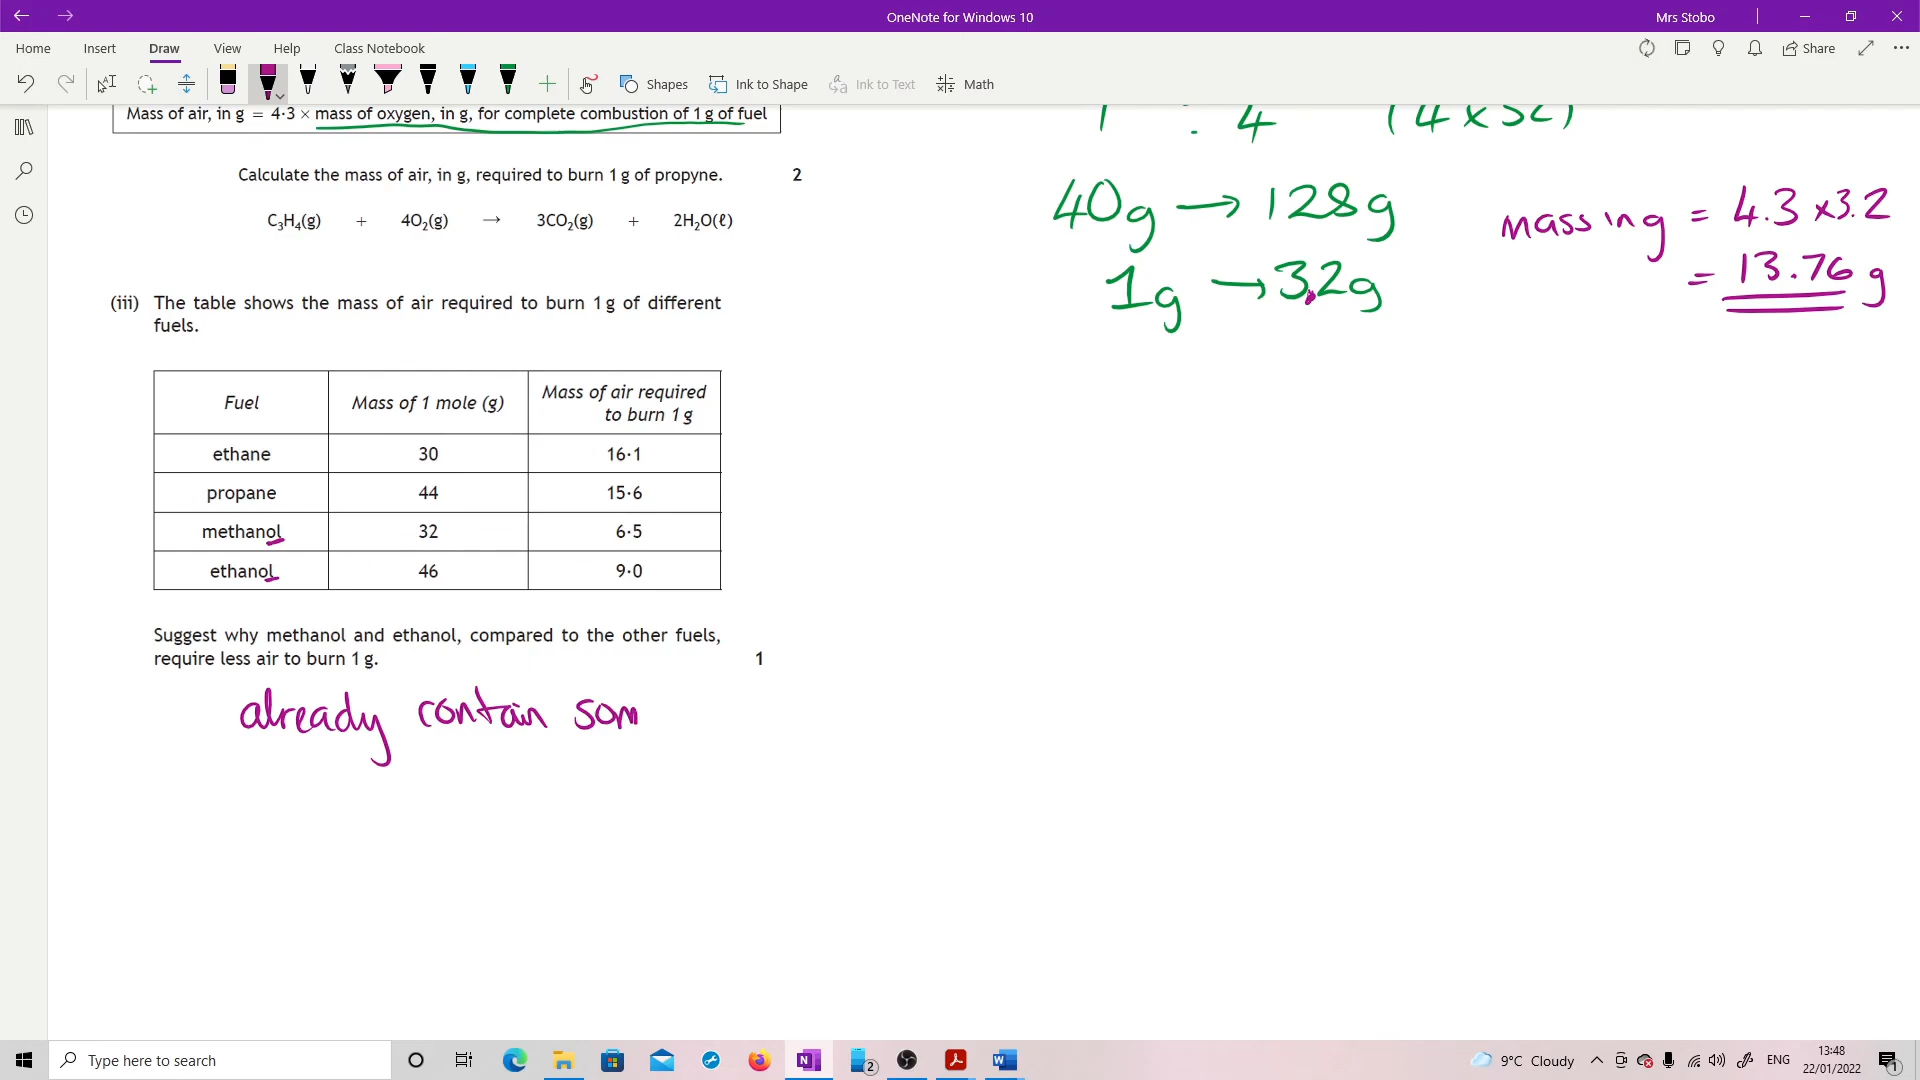 OneNote for Windows 10
Mrs Stobo
Home Insert Draw View Help Class Notebook
Share
Shapes
Ink to Shape
Ink to Text
Math
Mass of air, in g = 4·3 × mass of oxygen, in g, for complete combustion of 1 g of fuel
Calculate the mass of air, in g, required to burn 1 g of propyne. 2
C₃H₄(g) + 4O₂(g) → 3CO₂(g) + 2H₂O(ℓ)
1 : 4 (4 x 32)
40g → 128g
1g → 3.2g
mass in g = 4.3 x 3.2
= 13.76 g
(iii) The table shows the mass of air required to burn 1 g of different
fuels.
Fuel Mass of 1 mole (g) Mass of air required
to burn 1 g
ethane 30 16·1
propane 44 15·6
methanol 32 6·5
ethanol 46 9·0
Suggest why methanol and ethanol, compared to the other fuels,
require less air to burn 1 g. 1
already contain som
Type here to search
2
9°C Cloudy
ENG
13:48
22/01/2022
1